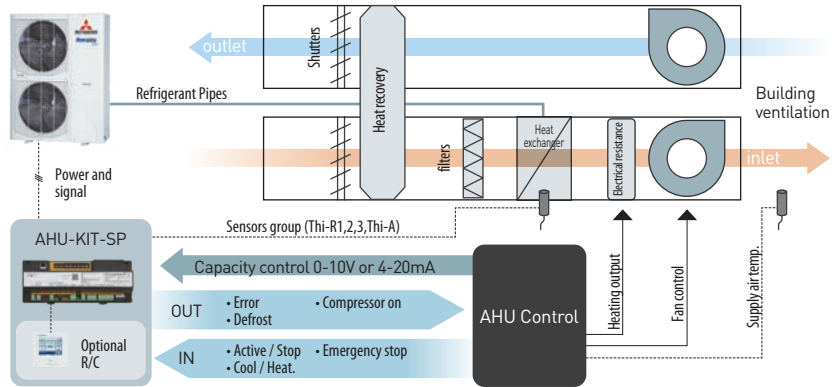 outlet
Shutters
Heat recovery
Refrigerant Pipes
Building
ventilation
filters
Heat
exchanger
Electrical resistance
inlet
Power and
signal
Sensors group (Thi-R1,2,3,Thi-A)
AHU-KIT-SP
Capacity control 0-10V or 4-20mA
OUT
• Error
• Compressor on
• Defrost
AHU Control
Heating output
Fan control
Supply air temp.
Optional
R/C
IN
• Active / Stop
• Emergency stop
• Cool / Heat.